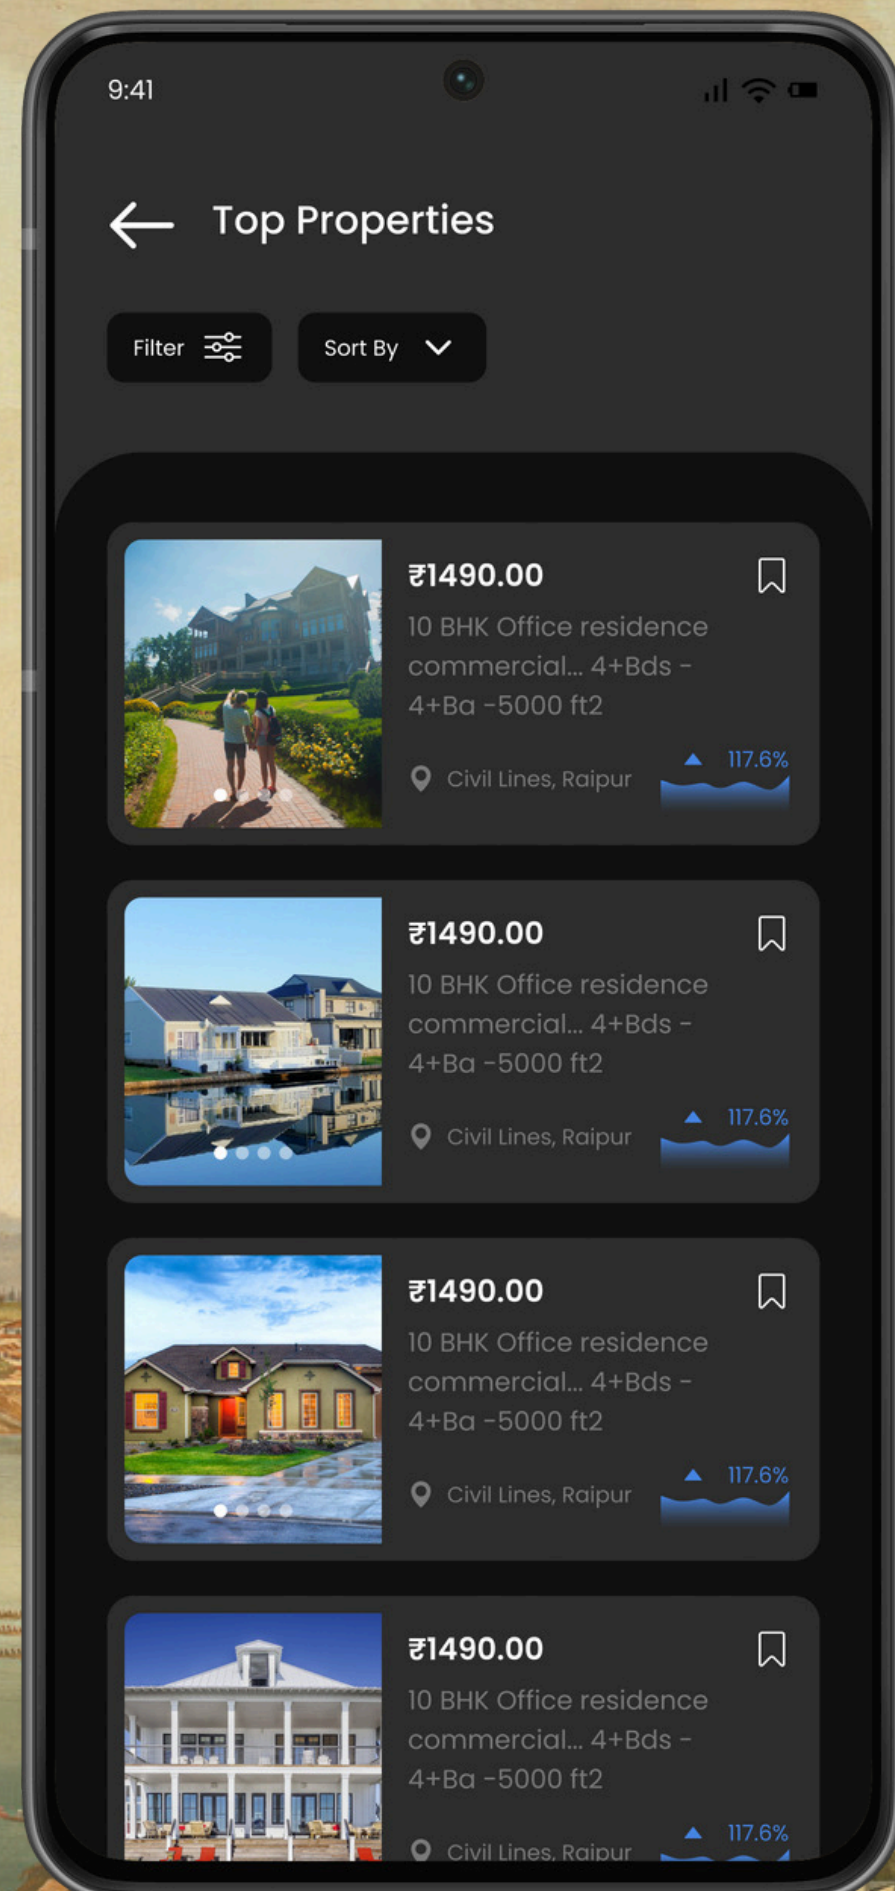 9:41
Top Properties
Filter
Sort By
₹1490.00
10 BHK Office residence
commercial... 4+Bds -
4+Ba -5000 ft2
Civil Lines, Raipur
117.6%
₹1490.00
10 BHK Office residence
commercial... 4+Bds -
4+Ba -5000 ft2
Civil Lines, Raipur
117.6%
₹1490.00
10 BHK Office residence
commercial... 4+Bds -
4+Ba -5000 ft2
Civil Lines, Raipur
117.6%
₹1490.00
10 BHK Office residence
commercial... 4+Bds -
4+Ba -5000 ft2
Civil Lines, Raipur
117.6%